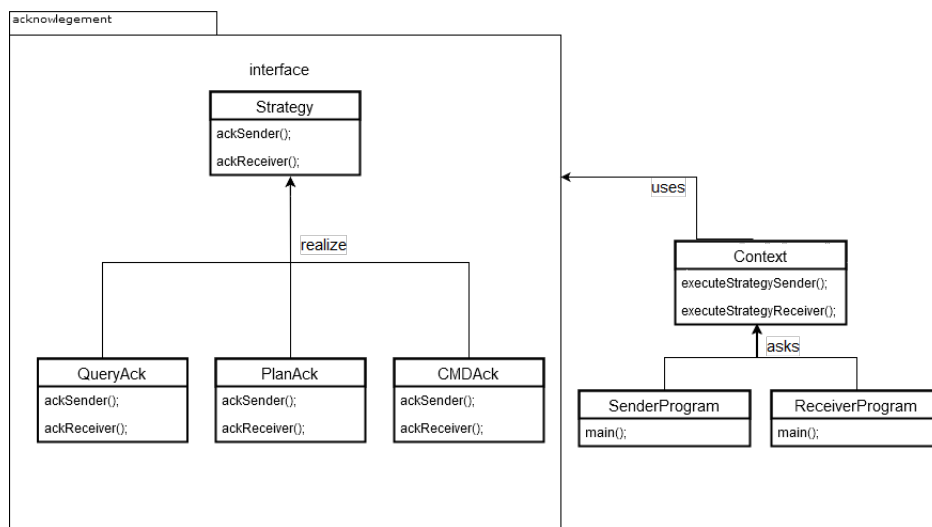 acknowlegement
interface
Strategy
ackSender();
ackReceiver();
realize
QueryAck
ackSender();
ackReceiver();
PlanAck
ackSender();
ackReceiver();
CMDAck
ackSender();
ackReceiver();
uses
Context
executeStrategySender();
executeStrategyReceiver();
asks
SenderProgram
main();
ReceiverProgram
main();